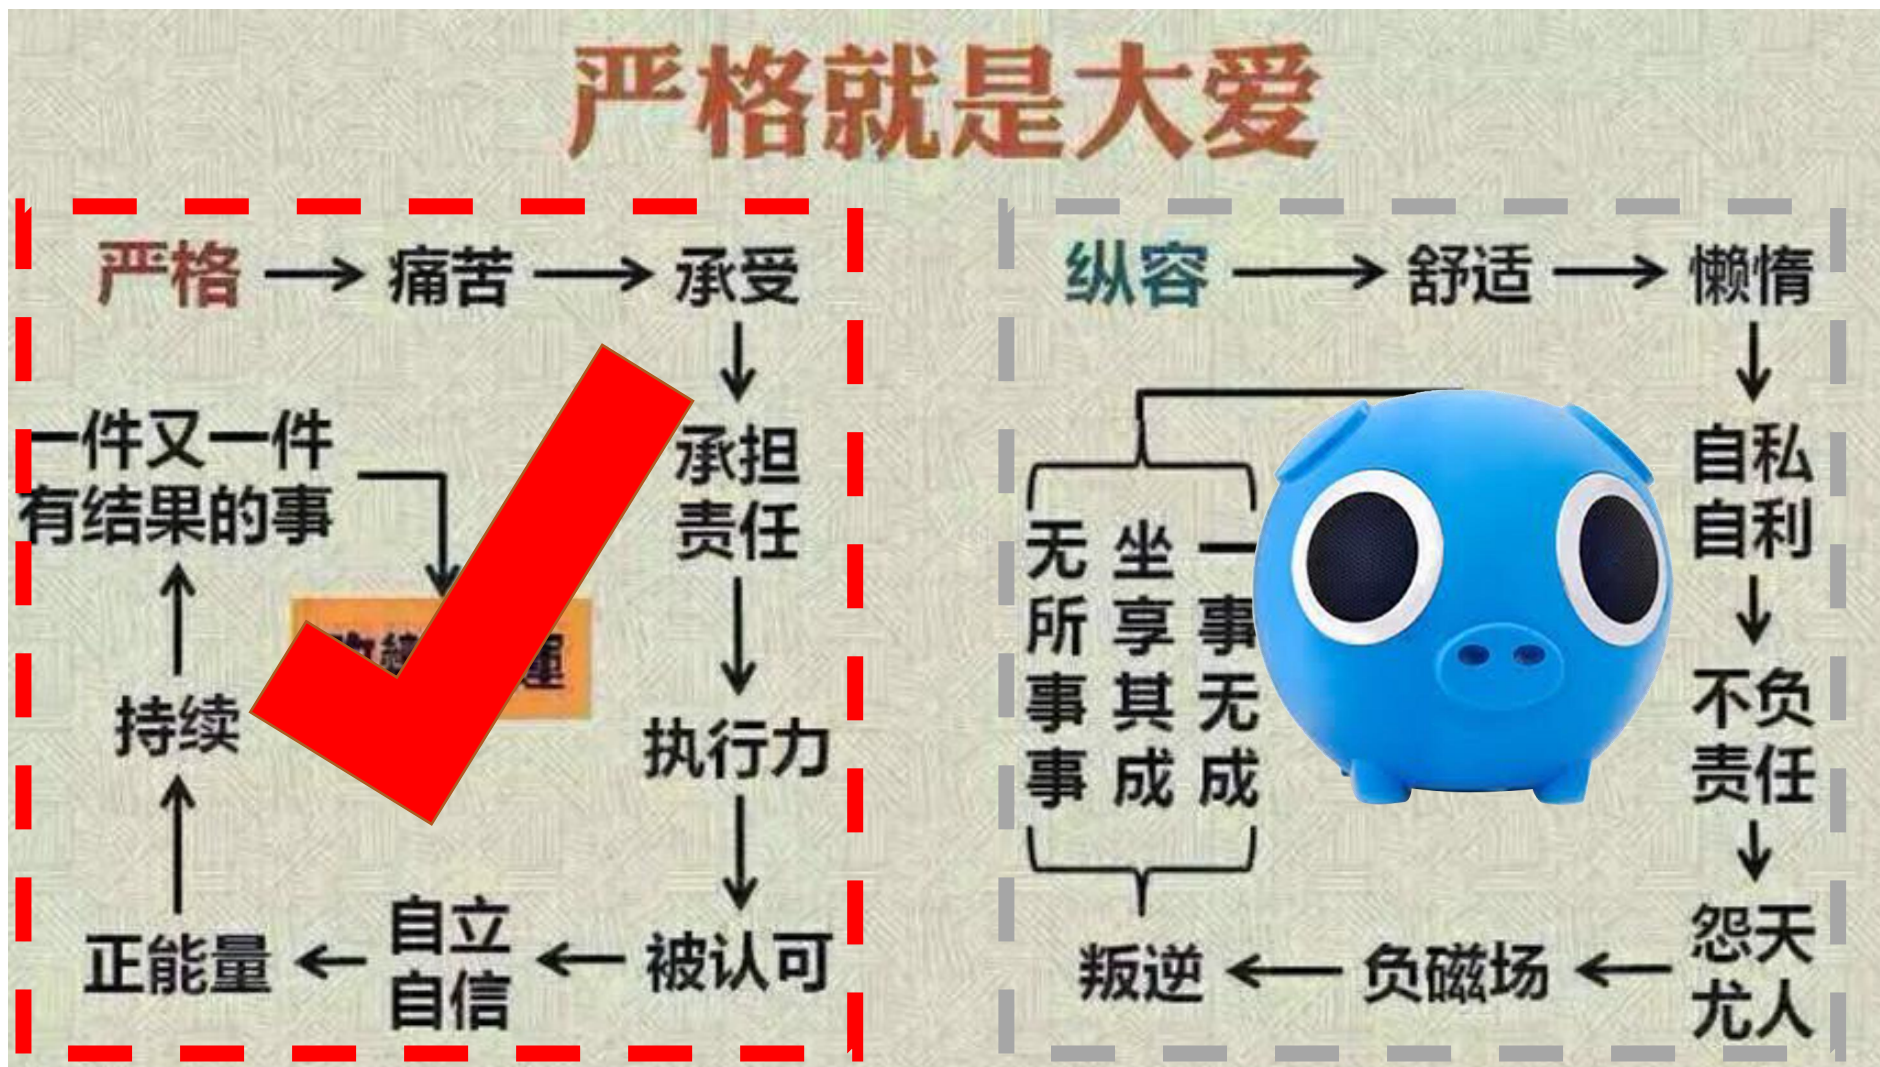 严格就是大爱
严格
痛苦
承受
承担
责任
执行力
被认可
自立
自信
正能量
持续
一件又一件
有结果的事
纵容
舒适
懒惰
自私
自利
不负
责任
怨天
尤人
负磁场
叛逆
无所事事
坐享其成
一事无成